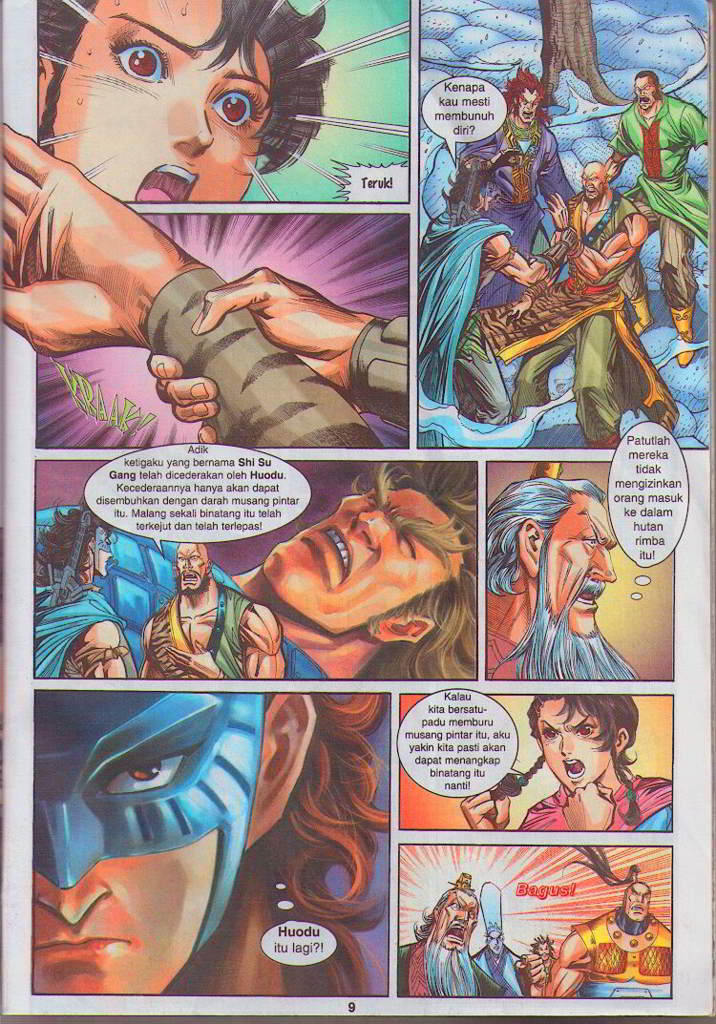 Teruk!
Kenapa
kau mesti
membunuh
diri?
KRAAK!
Adik
ketigaku yang bernama Shi Su
Gang telah dicederakan oleh Huodu.
Kecederaannya hanya akan dapat
disembuhkan dengan darah musang pintar
itu. Malang sekali binatang itu telah
terkejut dan telah terlepas!
Patutlah
mereka
tidak
mengizinkan
orang masuk
ke dalam
hutan
rimba
itu!
Huodu
itu lagi?!
Kalau
kita bersatu-
padu memburu
musang pintar itu, aku
yakin kita pasti akan
dapat menangkap
binatang itu
nanti!
Bagus!
9